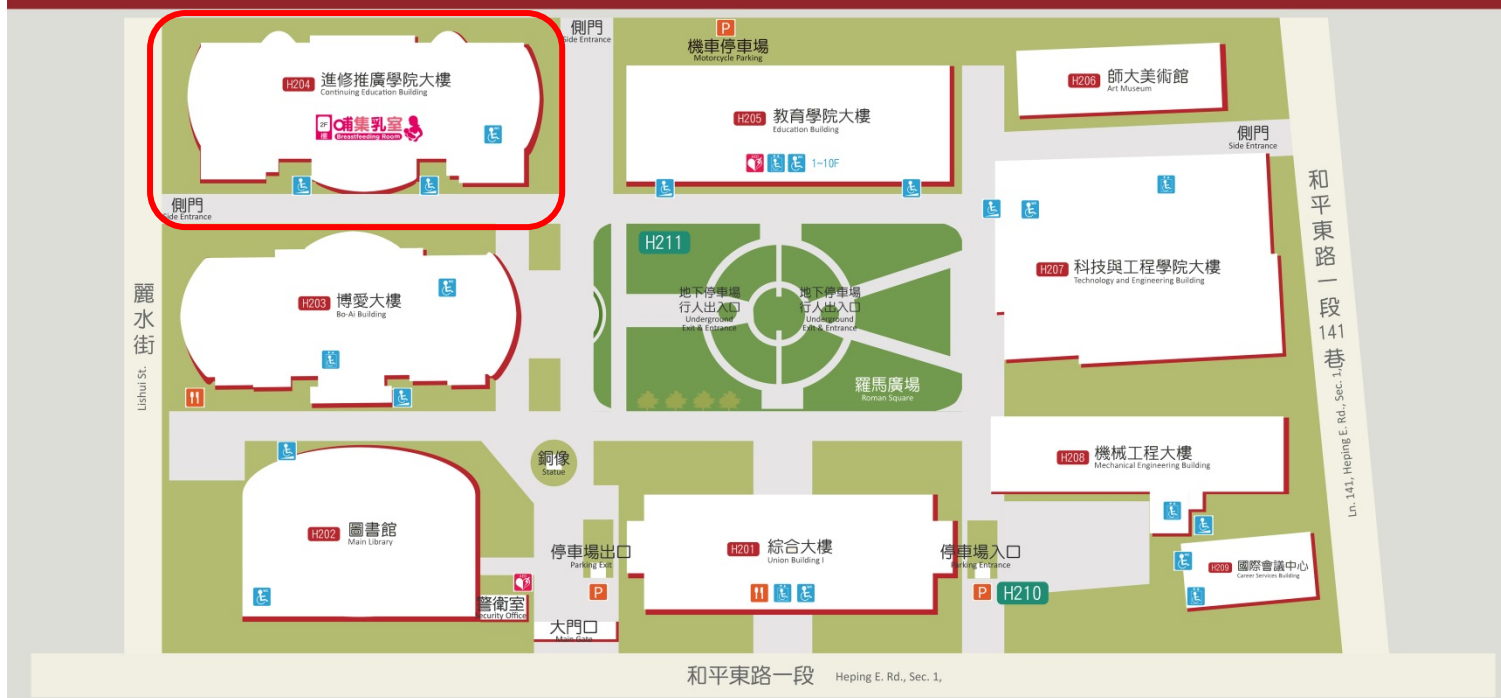 側門
Side Entrance
P
機車停車場
Motorcycle Parking
H204 進修推廣學院大樓
Continuing Education Building
2F
哺集乳室
Breastfeeding Room
H205 教育學院大樓
Education Building
1-10F
H206 師大美術館
Art Museum
側門
Side Entrance
側門
Side Entrance
H211
H203 博愛大樓
Bo-Ai Building
地下停車場
行人出入口
Underground
Exit & Entrance
地下停車場
行人出入口
Underground
Exit & Entrance
H207 科技與工程學院大樓
Technology and Engineering Building
羅馬廣場
Roman Square
麗水街
Lishui St.
和平東路一段141巷
Ln. 141, Heping E. Rd., Sec. 1,
銅像
Statue
H208 機械工程大樓
Mechanical Engineering Building
H202 圖書館
Main Library
停車場出口
Parking Exit
P
H201 綜合大樓
Union Building I
停車場入口
Parking Entrance
P H210
H209 國際會議中心
Career Services Building
警衛室
Security Office
大門口
Main Gate
和平東路一段 Heping E. Rd., Sec. 1,